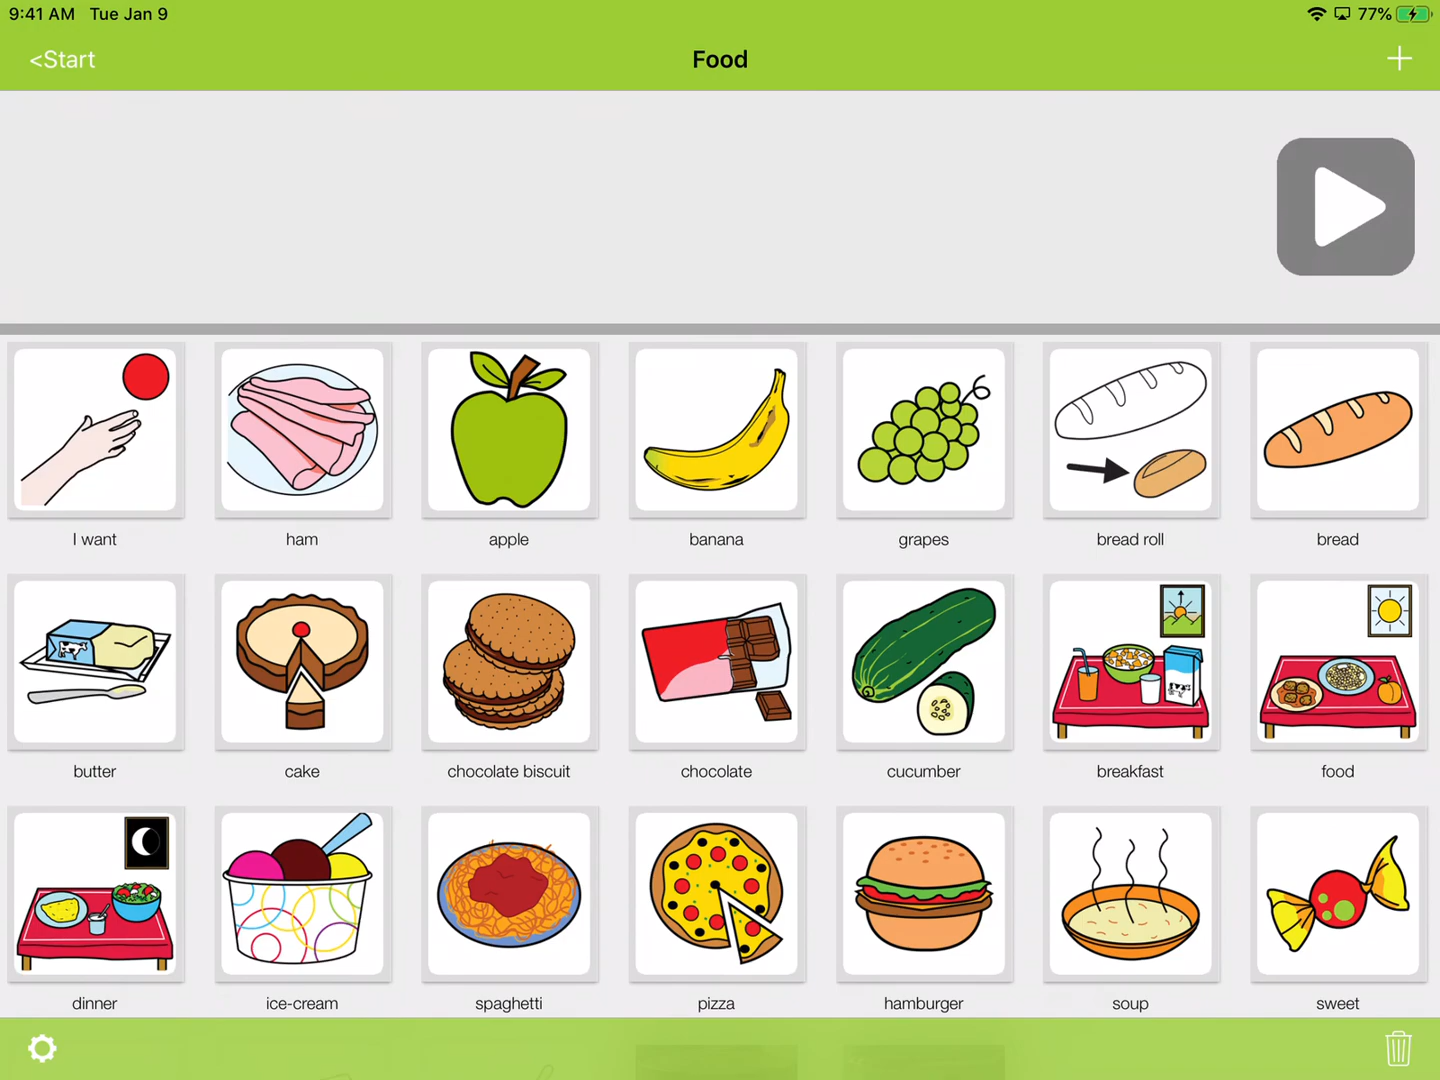 9:41 AM Tue Jan 9 77%
<Start Food
I want ham apple banana grapes bread roll bread
butter cake chocolate biscuit chocolate cucumber breakfast food
dinner ice-cream spaghetti pizza hamburger soup sweet